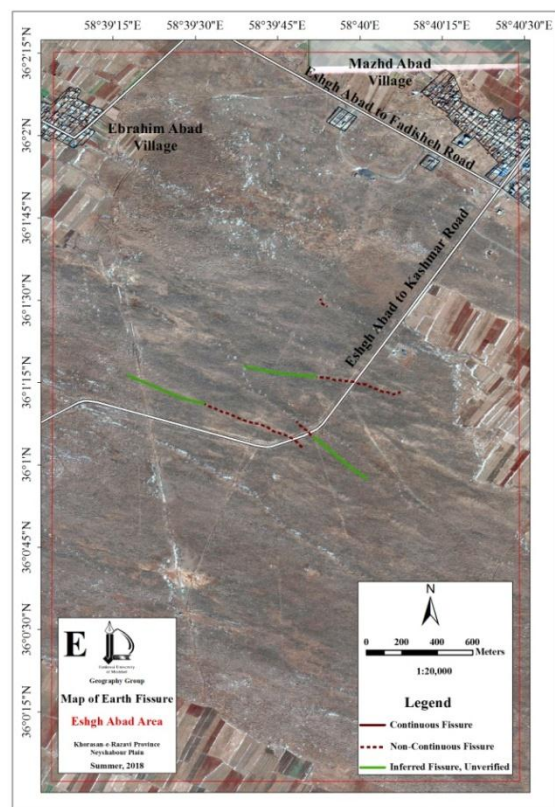 58°39'15"E
58°39'30"E
58°39'45"E
58°40'E
58°40'15"E
58°40'30"E
36°2'15"N
36°2'N
36°1'45"N
36°1'30"N
36°1'15"N
36°1'N
36°0'45"N
36°0'30"N
36°0'15"N
Mazhd Abad
Village
Eshgh Abad to Fadisheh Road
Ebrahim Abad
Village
Eshgh Abad to Kashmar Road
E
Ferdowsi University
of Mashhad
Geography Group
Map of Earth Fissure
Eshgh Abad Area
Khorasan-e-Razavi Province
Neyshabour Plain
Summer, 2018
N
0 200 400 600
Meters
1:20,000
Legend
Continuous Fissure
Non-Continuous Fissure
Inferred Fissure, Unverified